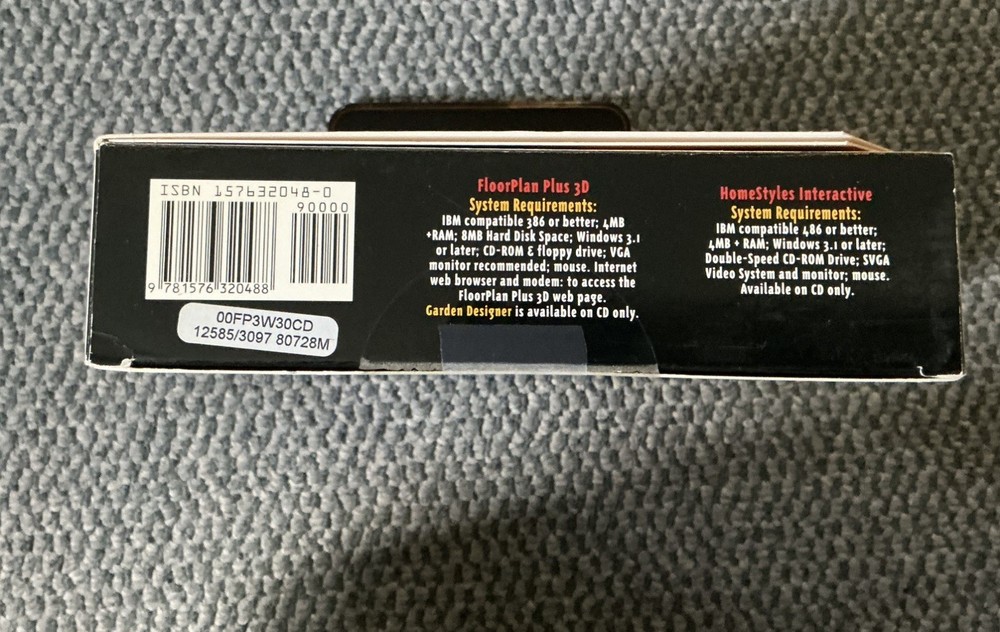 ISBN 157632048-0
90000
9 781576 320488
00FP3W30CD
12585/3097 80728M
FloorPlan Plus 3D
System Requirements:
IBM compatible 386 or better; 4MB
+RAM; 8MB Hard Disk Space; Windows 3.1
or later; CD-ROM & floppy drive; VGA
monitor recommended; mouse. Internet
web browser and modem: to access the
FloorPlan Plus 3D web page.
Garden Designer is available on CD only.
HomeStyles Interactive
System Requirements:
IBM compatible 486 or better;
4MB + RAM; Windows 3.1 or later;
Double-Speed CD-ROM Drive; SVGA
Video System and monitor; mouse.
Available on CD only.